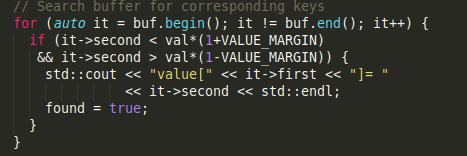 // Search buffer for corresponding keys
for (auto it = buf.begin(); it != buf.end(); it++) {
  if (it->second < val*(1+VALUE_MARGIN)
   && it->second > val*(1-VALUE_MARGIN)) {
    std::cout << "value[" << it->first << "]= "
              << it->second << std::endl;
    found = true;
  }
}